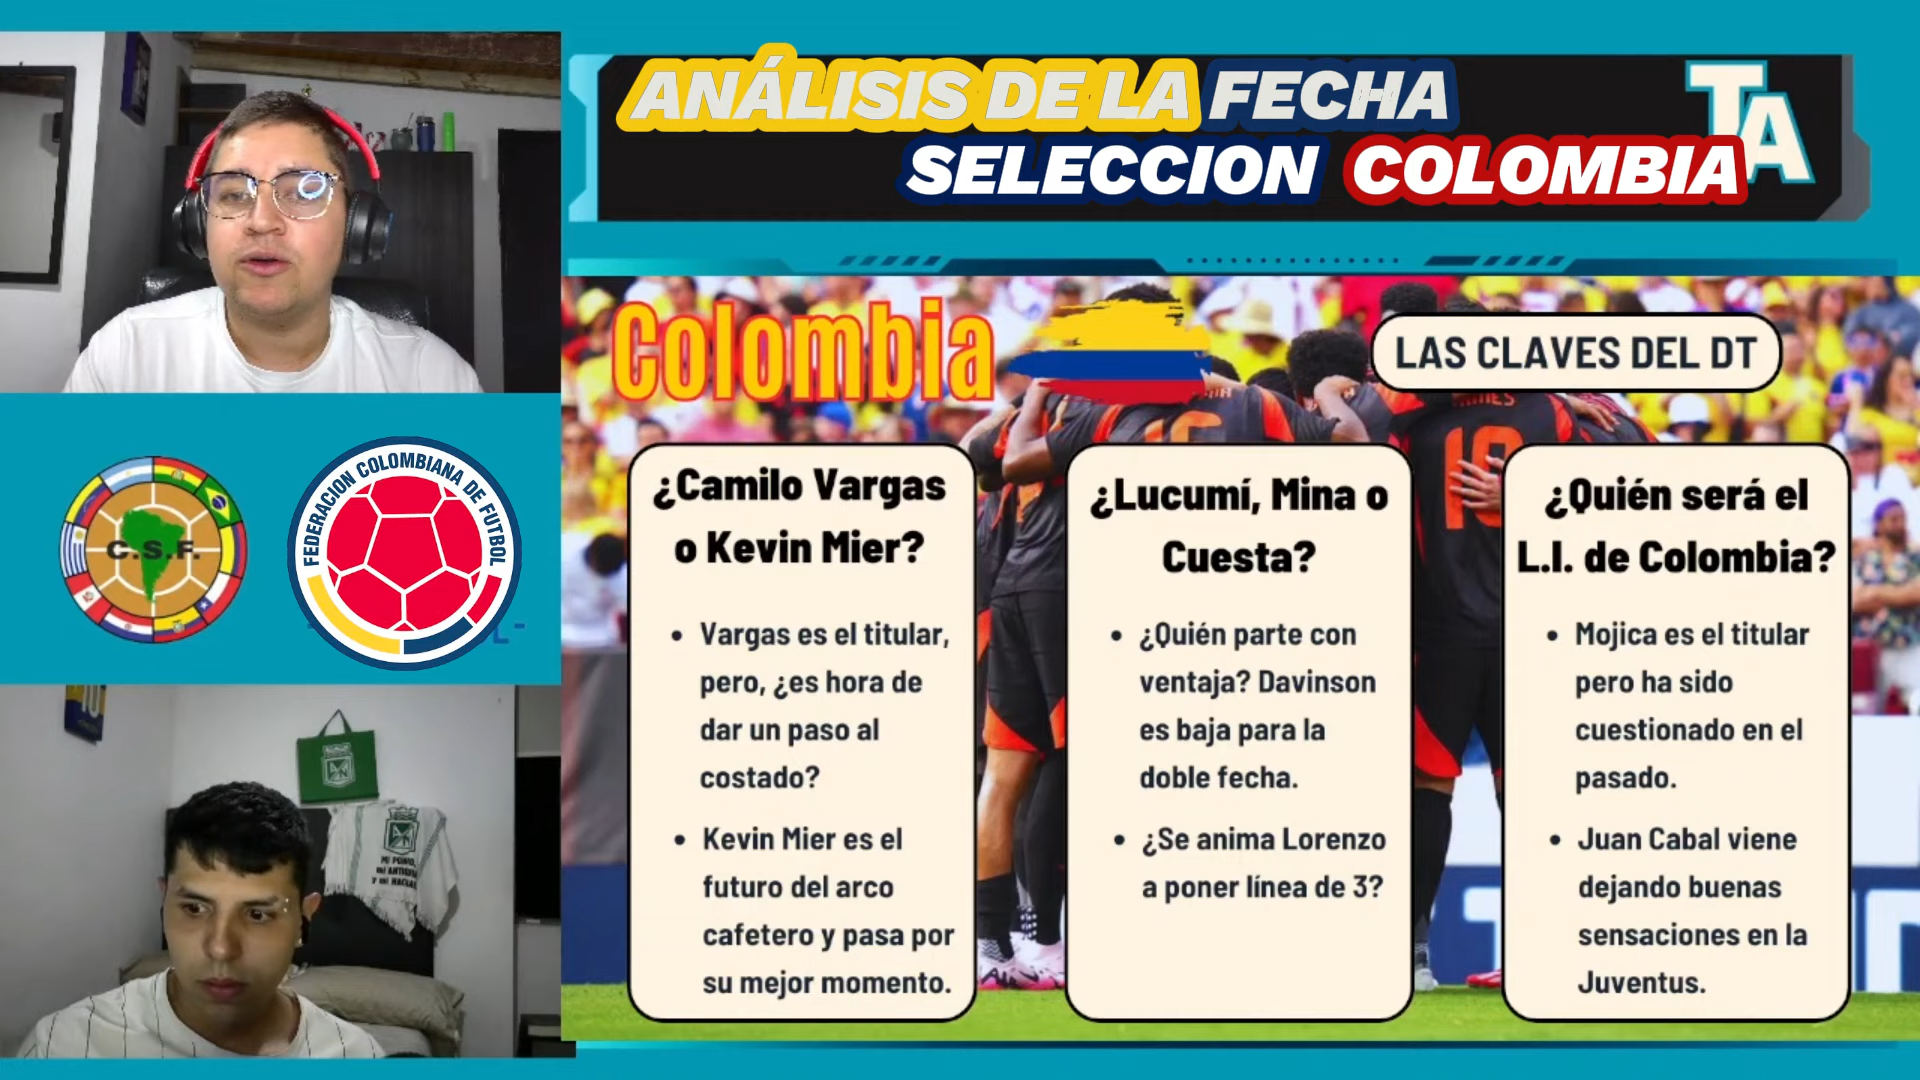 ANÁLISIS DE LA FECHA
SELECCION COLOMBIA
TA
Colombia
LAS CLAVES DEL DT
¿Camilo Vargas
o Kevin Mier?
• Vargas es el titular,
pero, ¿es hora de
dar un paso al
costado?
• Kevin Mier es el
futuro del arco
cafetero y pasa por
su mejor momento.
¿Lucumí, Mina o
Cuesta?
• ¿Quién parte con
ventaja? Davinson
es baja para la
doble fecha.
• ¿Se anima Lorenzo
a poner línea de 3?
¿Quién será el
L.I. de Colombia?
• Mojica es el titular
pero ha sido
cuestionado en el
pasado.
• Juan Cabal viene
dejando buenas
sensaciones en la
Juventus.
C.S.F.
FEDERACION COLOMBIANA DE FUTBOL
10
10
MI PUEBLO,